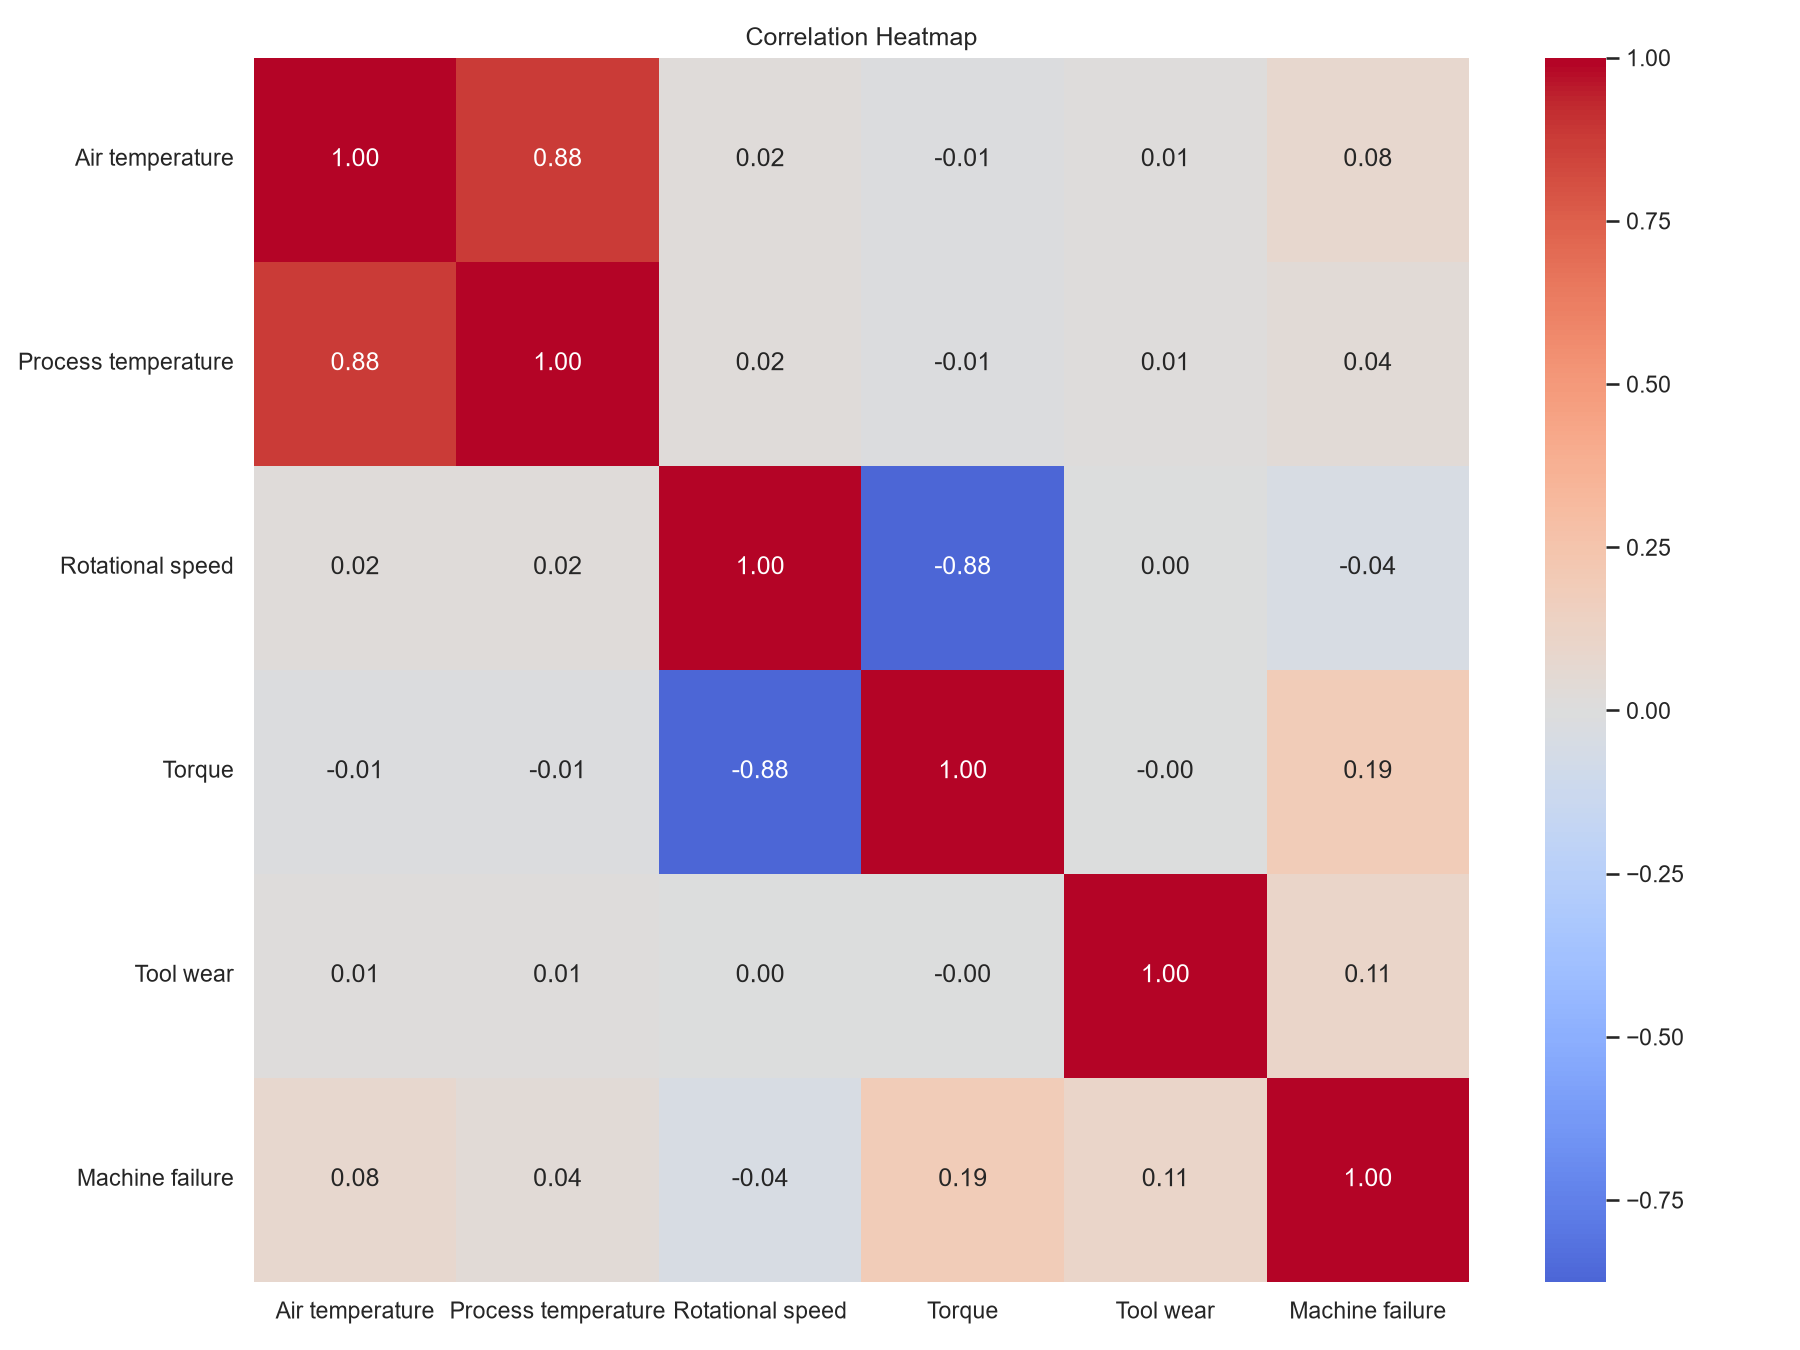 Correlation Heatmap
Air temperature 1.00 0.88 0.02 -0.01 0.01 0.08
Process temperature 0.88 1.00 0.02 -0.01 0.01 0.04
Rotational speed 0.02 0.02 1.00 -0.88 0.00 -0.04
Torque -0.01 -0.01 -0.88 1.00 -0.00 0.19
Tool wear 0.01 0.01 0.00 -0.00 1.00 0.11
Machine failure 0.08 0.04 -0.04 0.19 0.11 1.00
Air temperature Process temperature Rotational speed Torque Tool wear Machine failure
1.00
0.75
0.50
0.25
0.00
−0.25
−0.50
−0.75